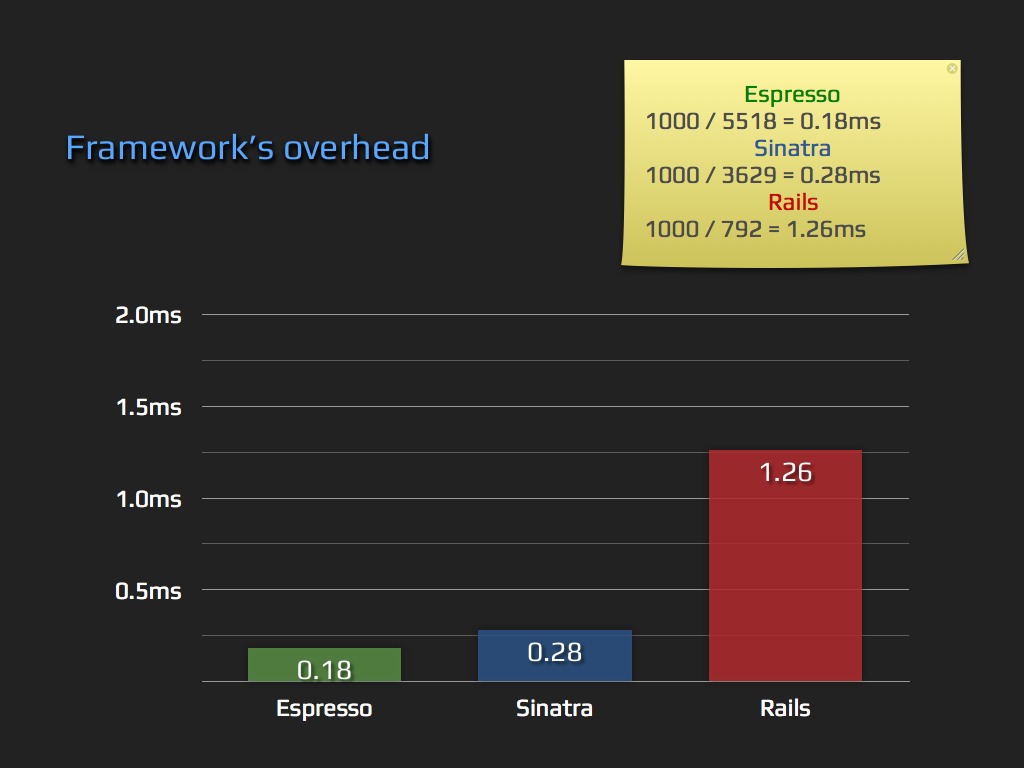 Framework’s overhead
Espresso
1000 / 5518 = 0.18ms
Sinatra
1000 / 3629 = 0.28ms
Rails
1000 / 792 = 1.26ms
2.0ms
1.5ms
1.0ms
0.5ms
0.18
0.28
1.26
Espresso
Sinatra
Rails